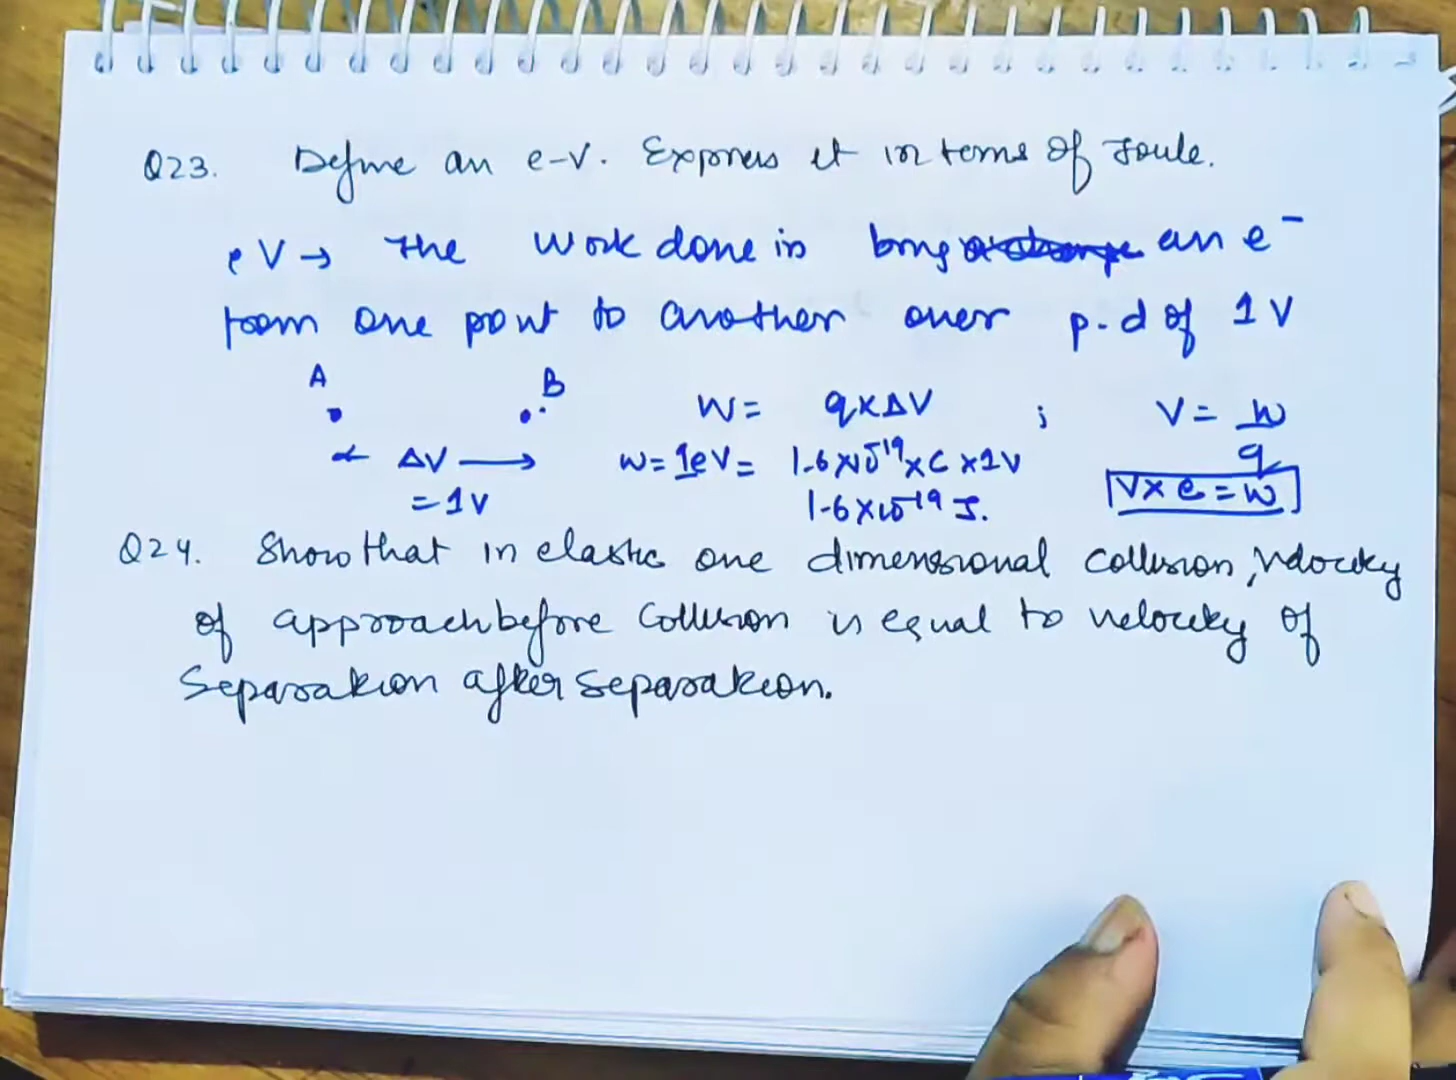 Q23. Define an e-V. Express it in terms of Joule.
eV → the work done in bring an e⁻
from one point to another over p.d of 1V
A B
W = q×ΔV ; V = W/q
ΔV → W = 1eV = 1.6×10⁻¹⁹×C×1V
= 1V 1.6×10⁻¹⁹ J. V×e = W
Q24. Show that in elastic one dimensional collision, velocity
of approach before collision is equal to velocity of
separation after separation.